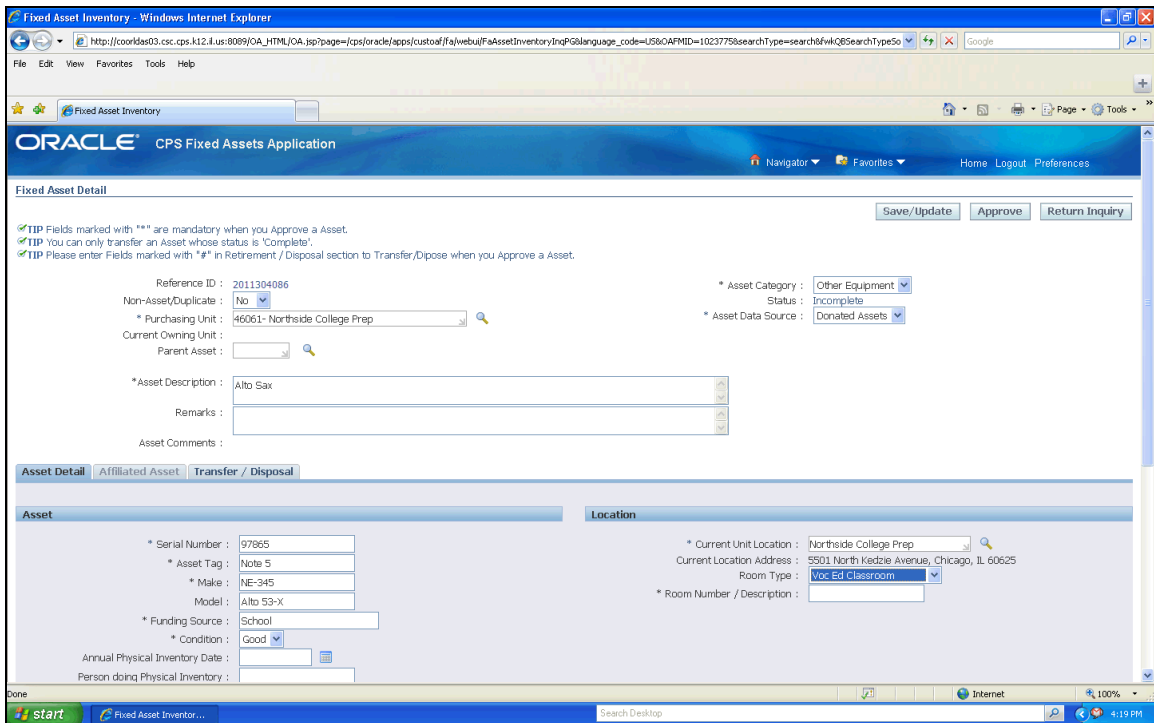 Fixed Asset Inventory - Windows Internet Explorer
http://coorldas03.csc.cps.k12.il.us:8089/OA_HTML/OA.jsp?page=/cps/oracle/apps/custoaf/fa/webui/FaAssetInventoryInqPG&language_code=US&OAFMID=1023775&searchType=search&fwkQBSearchTypeSo Google
File Edit View Favorites Tools Help
Fixed Asset Inventory Page Tools »
ORACLE CPS Fixed Assets Application
Navigator Favorites Home Logout Preferences
Fixed Asset Detail
Save/Update Approve Return Inquiry
TIP Fields marked with "*" are mandatory when you Approve a Asset.
TIP You can only transfer an Asset whose status is 'Complete'.
TIP Please enter Fields marked with "#" in Retirement / Disposal section to Transfer/Dipose when you Approve a Asset.
Reference ID : 2011304086 * Asset Category : Other Equipment
Non-Asset/Duplicate : No Status : Incomplete
* Purchasing Unit : 46061- Northside College Prep * Asset Data Source : Donated Assets
Current Owning Unit :
Parent Asset :
*Asset Description : Alto Sax
Remarks :
Asset Comments :
Asset Detail Affiliated Asset Transfer / Disposal
Asset Location
* Serial Number : 97865 * Current Unit Location : Northside College Prep
* Asset Tag : Note 5 Current Location Address : 5501 North Kedzie Avenue, Chicago, IL 60625
* Make : NE-345 Room Type : Voc Ed Classroom
Model : Alto 53-X * Room Number / Description :
* Funding Source : School
* Condition : Good
Annual Physical Inventory Date :
Person doing Physical Inventory :
Done Internet 100%
start Fixed Asset Inventor... Search Desktop 4:19 PM